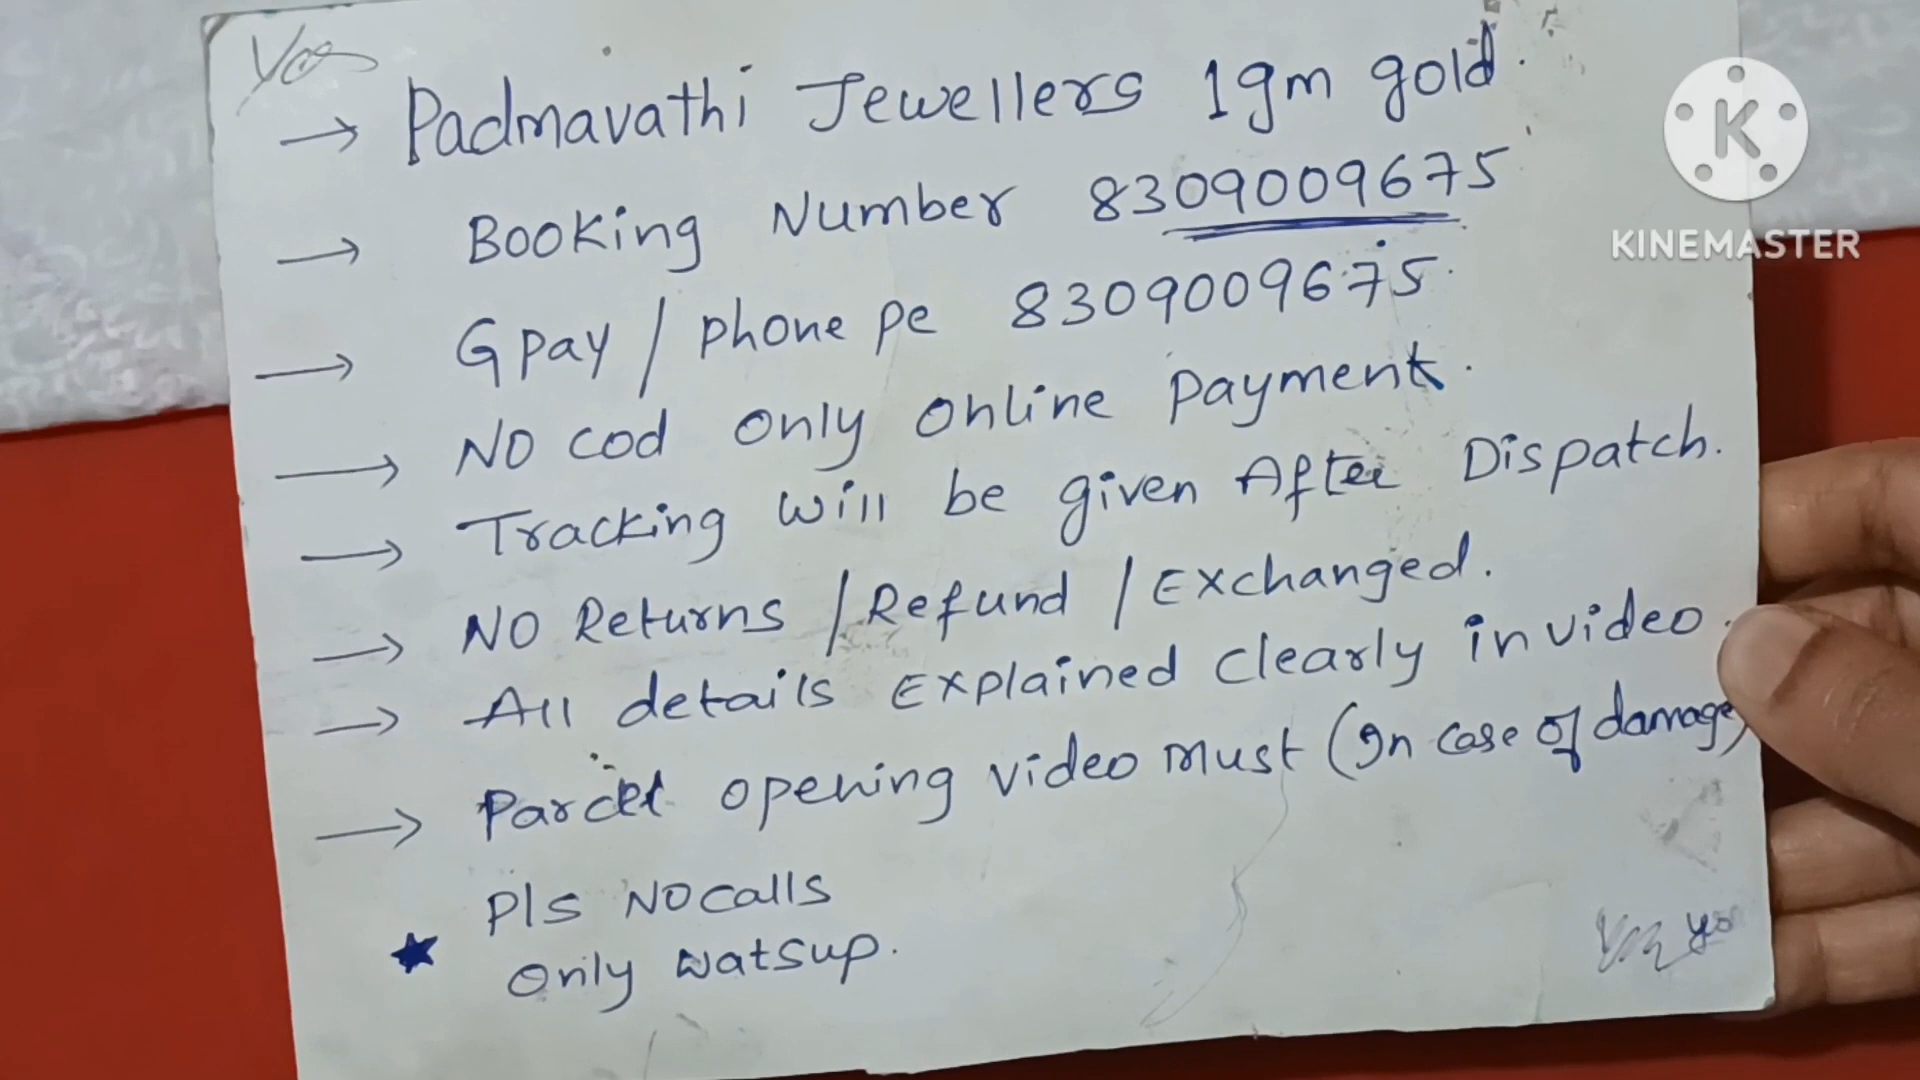 Yes
→ Padmavathi Jewellers 1gm gold.
→ Booking Number 8309009675
→ Gpay / phone pe 8309009675.
→ NO cod only online payment.
→ Tracking will be given After Dispatch.
→ NO Returns / Refund / Exchanged.
→ All details Explained clearly in video.
→ Parcel opening video must (In case of damage)
Pls NO calls
★ only watsup.
KINEMASTER